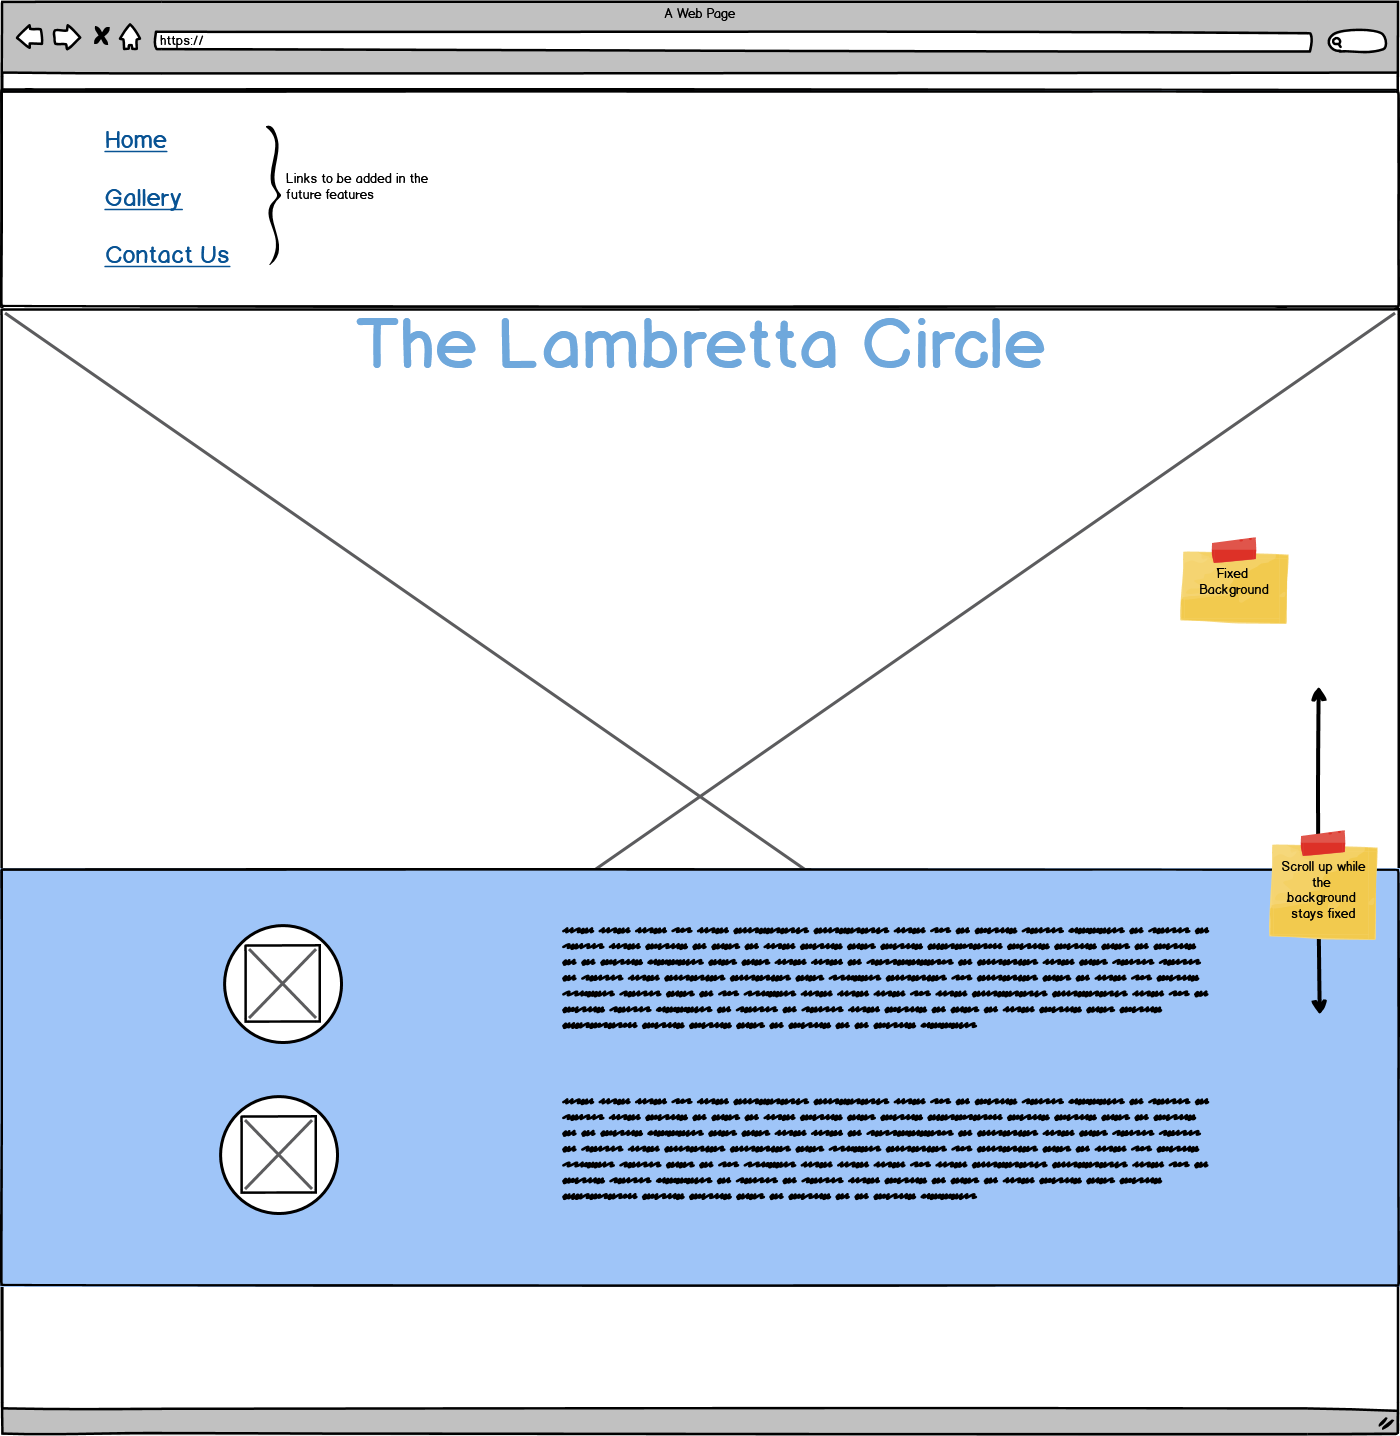 A Web Page
https://
Home
Gallery
Contact Us
Links to be added in the
future features
The Lambretta Circle
Fixed
Background
Scroll up while
the
background
stays fixed